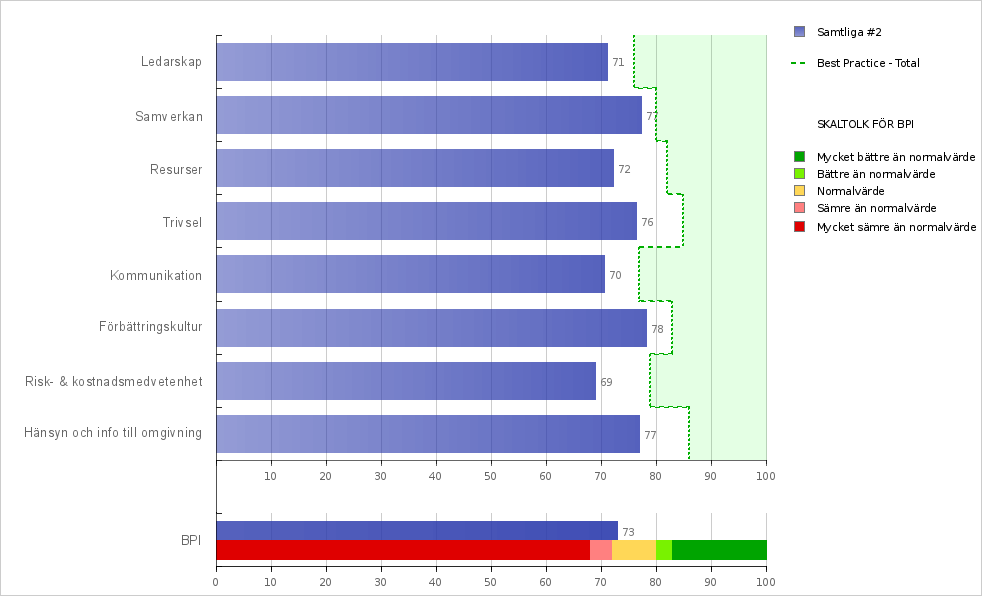 Ledarskap 71
Samverkan 77
Resurser 72
Trivsel 76
Kommunikation 70
Förbättringskultur 78
Risk- & kostnadsmedvetenhet 69
Hänsyn och info till omgivning 77
10 20 30 40 50 60 70 80 90 100
BPI 73
0 10 20 30 40 50 60 70 80 90 100
Samtliga #2
Best Practice - Total
SKALTOLK FÖR BPI
Mycket bättre än normalvärde
Bättre än normalvärde
Normalvärde
Sämre än normalvärde
Mycket sämre än normalvärde